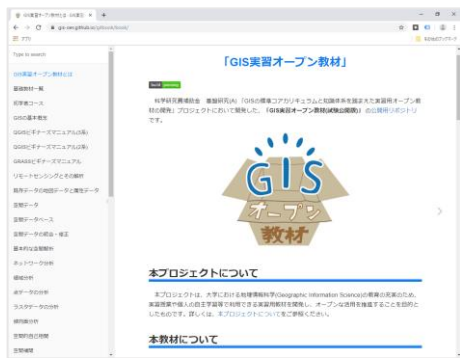 gis-oer.github.io/gitbook/book/
アプリ
Type to search
GIS実習オープン教材とは
基礎教材一覧
初学者コース
GISの基本概念
QGISビギナーズマニュアル(3系)
QGISビギナーズマニュアル(2系)
GRASSビギナーズマニュアル
リモートセンシングとその解析
既存データの地図データと属性データ
空間データ
空間データベース
空間データの統合・修正
基本的な空間解析
ネットワーク分析
領域分析
点データの分析
ラスタデータの分析
傾向面分析
空間的自己相関
空間補間
「GIS実習オープン教材」
科学研究費補助金 基盤研究(A)「GISの標準コアカリキュラムと知識体系を踏まえた実習用オープン教
材の開発」プロジェクトにおいて開発した、「GIS実習オープン教材(試験公開版)」 の公開用リポジトリ
です。
GIS
オープン
教材
本プロジェクトについて
本プロジェクトは、大学における地理情報科学(Geographic Information Science)の教育の充実のため、
実習授業や個人の自主学習等で利用できる実習用教材を開発し、オープンな活用を推進することを目的と
したものです。詳しくは、本プロジェクトについてをご参照ください。
本教材について